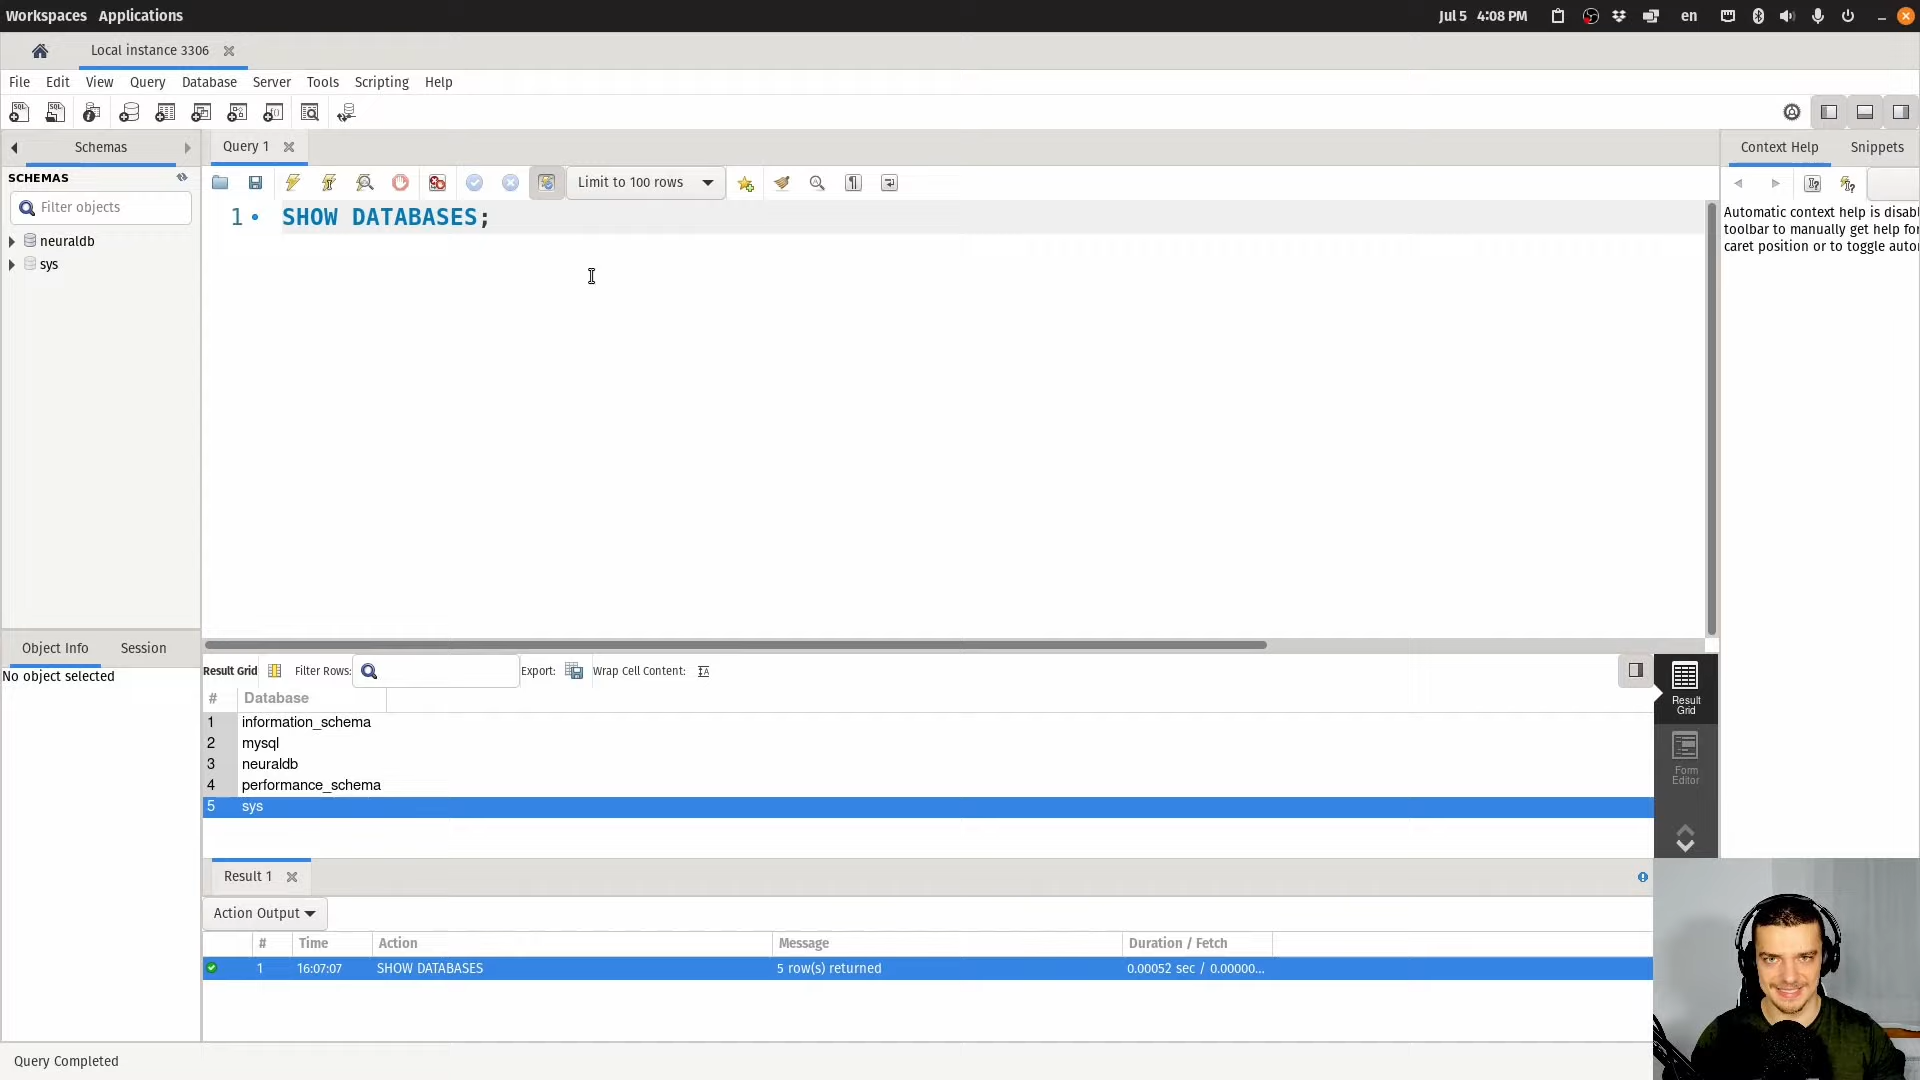 Workspaces Applications Jul 5 4:08 PM en
Local instance 3306
File Edit View Query Database Server Tools Scripting Help
Schemas
Query 1
Context Help Snippets
SCHEMAS
Limit to 100 rows
Filter objects
neuraldb
sys
1 SHOW DATABASES;
Automatic context help is disab
toolbar to manually get help for
caret position or to toggle auto
Object Info Session
No object selected
Result Grid Filter Rows: Export: Wrap Cell Content:
# Database
1 information_schema
2 mysql
3 neuraldb
4 performance_schema
5 sys
Result
Grid
Form
Editor
Result 1
Action Output
# Time Action Message Duration / Fetch
1 16:07:07 SHOW DATABASES 5 row(s) returned 0.00052 sec / 0.00000...
Query Completed